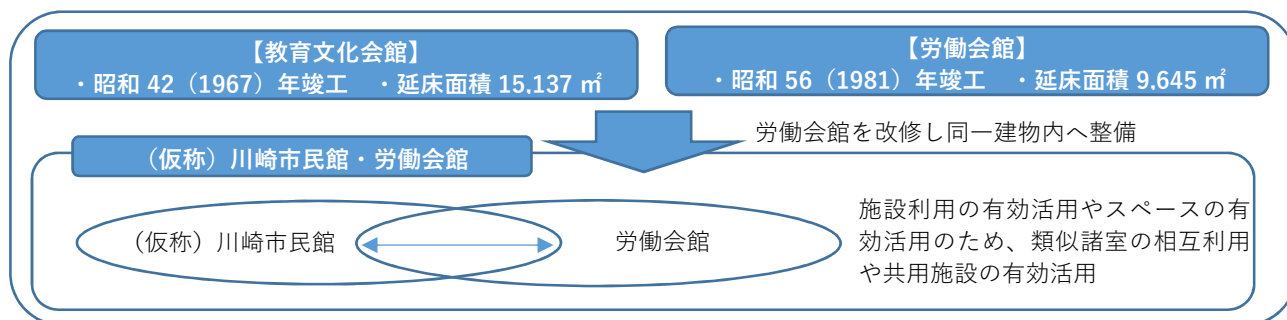 【教育文化会館】
・昭和 42（1967）年竣工　・延床面積 15,137 ㎡
【労働会館】
・昭和 56（1981）年竣工　・延床面積 9,645 ㎡
労働会館を改修し同一建物内へ整備
（仮称）川崎市民館・労働会館
（仮称）川崎市民館
労働会館
施設利用の有効活用やスペースの有
効活用のため、類似諸室の相互利用
や共用施設の有効活用